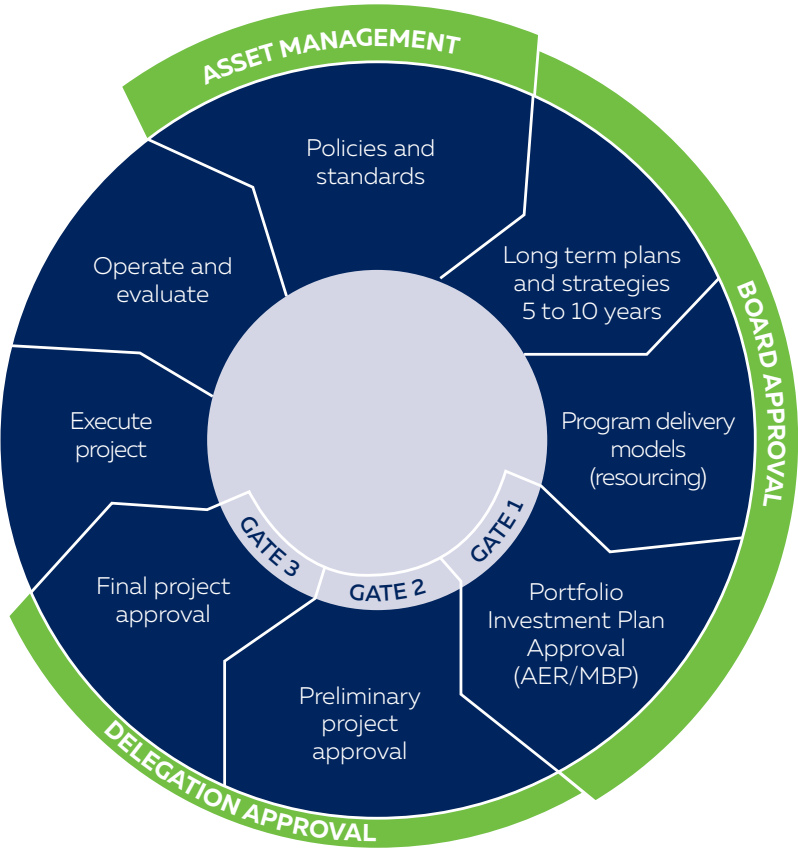 ASSET MANAGEMENT
Policies and
standards
BOARD APPROVAL
Long term plans
and strategies
5 to 10 years
Program delivery
models
(resourcing)
GATE 1
Portfolio
Investment Plan
Approval
(AER/MBP)
GATE 2
Preliminary
project
approval
DELEGATION APPROVAL
GATE 3
Final project
approval
Execute
project
Operate and
evaluate